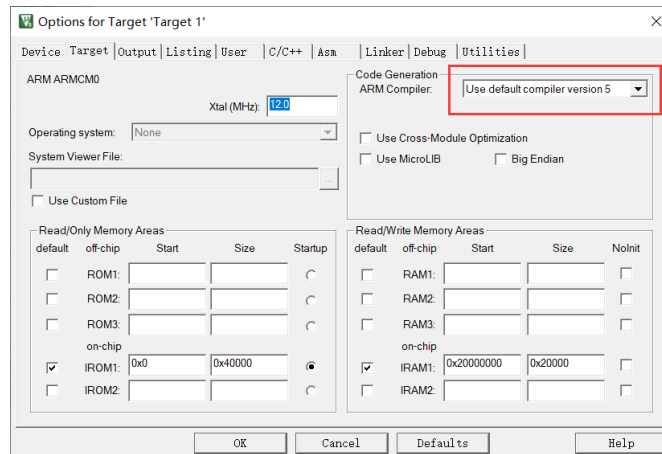 Options for Target 'Target 1'
Device Target Output Listing User C/C++ Asm Linker Debug Utilities
ARM ARMCM0
Xtal (MHz): 12.0
Operating system: None
System Viewer File:
...
Use Custom File
Code Generation
ARM Compiler: Use default compiler version 5
Use Cross-Module Optimization
Use MicroLIB Big Endian
Read/Only Memory Areas
default off-chip Start Size Startup
ROM1:
ROM2:
ROM3:
on-chip
IROM1: 0x0 0x40000
IROM2:
Read/Write Memory Areas
default off-chip Start Size NoInit
RAM1:
RAM2:
RAM3:
on-chip
IRAM1: 0x20000000 0x20000
IRAM2:
OK Cancel Defaults Help